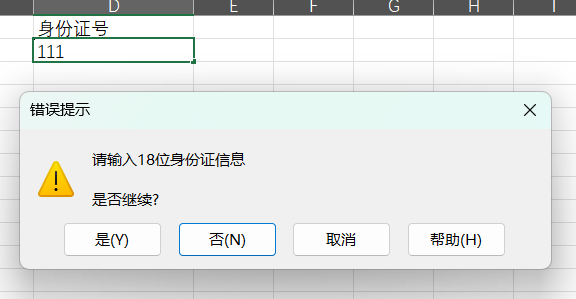 D E F G H I
身份证号
111
错误提示
请输入18位身份证信息
是否继续?
是(Y) 否(N) 取消 帮助(H)